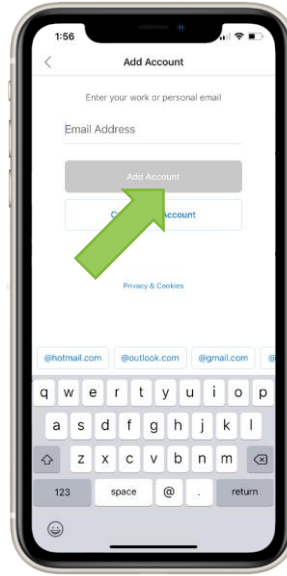 1:56
Add Account
Enter your work or personal email
Email Address
Add Account
Account
Privacy & Cookies
@hotmail.com @outlook.com @gmail.com
q w e r t y u i o p
a s d f g h j k l
z x c v b n m
123 space @ . return